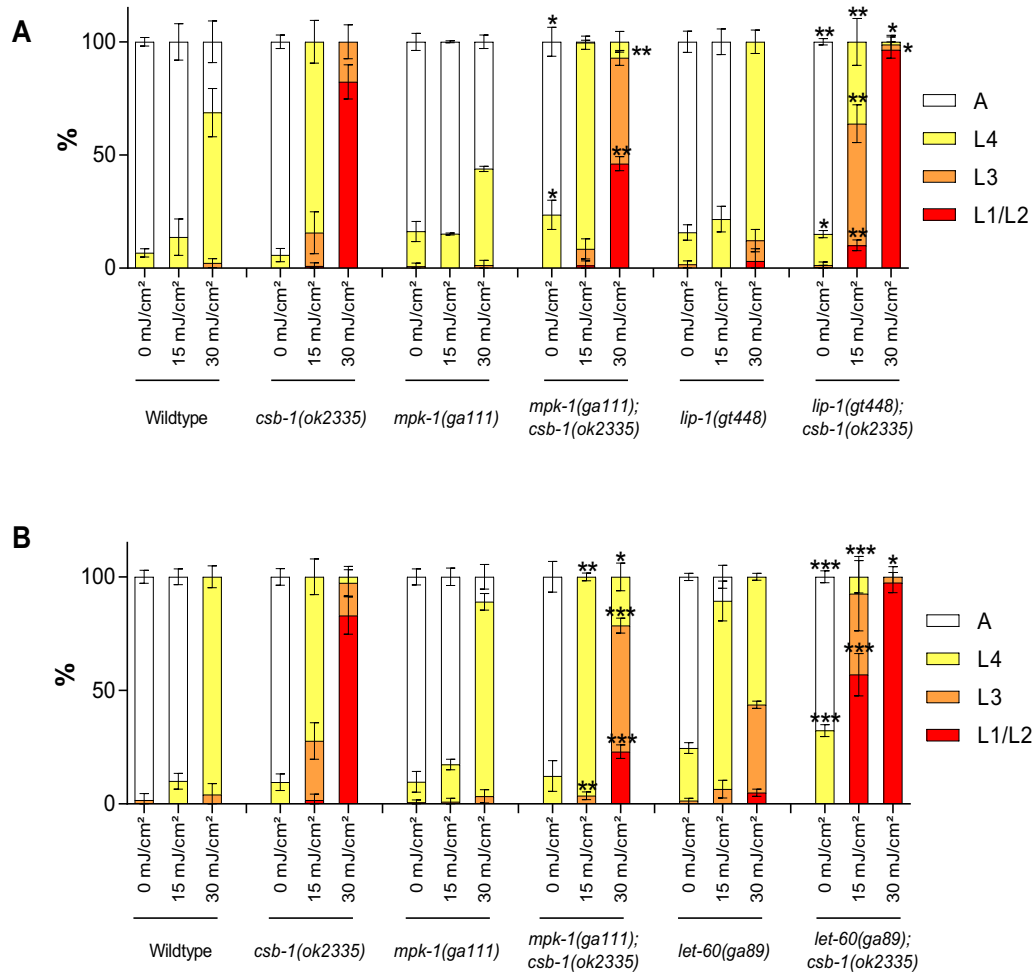 A
%
100
50
0
*
**
**
*
**
**
**
*
**
*
*
**
A
L4
L3
L1/L2
0 mJ/cm²
15 mJ/cm²
30 mJ/cm²
0 mJ/cm²
15 mJ/cm²
30 mJ/cm²
0 mJ/cm²
15 mJ/cm²
30 mJ/cm²
0 mJ/cm²
15 mJ/cm²
30 mJ/cm²
0 mJ/cm²
15 mJ/cm²
30 mJ/cm²
0 mJ/cm²
15 mJ/cm²
30 mJ/cm²
Wildtype
csb-1(ok2335)
mpk-1(ga111)
mpk-1(ga111);
csb-1(ok2335)
lip-1(gt448)
lip-1(gt448);
csb-1(ok2335)
B
%
100
50
0
**
*
***
***
**
***
***
*
***
***
A
L4
L3
L1/L2
0 mJ/cm²
15 mJ/cm²
30 mJ/cm²
0 mJ/cm²
15 mJ/cm²
30 mJ/cm²
0 mJ/cm²
15 mJ/cm²
30 mJ/cm²
0 mJ/cm²
15 mJ/cm²
30 mJ/cm²
0 mJ/cm²
15 mJ/cm²
30 mJ/cm²
0 mJ/cm²
15 mJ/cm²
30 mJ/cm²
Wildtype
csb-1(ok2335)
mpk-1(ga111)
mpk-1(ga111);
csb-1(ok2335)
let-60(ga89)
let-60(ga89);
csb-1(ok2335)